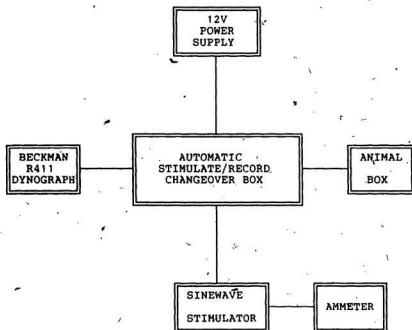 12V
POWER
SUPPLY
BECKMAN
R411
DYNOGRAPH
AUTOMATIC
STIMULATE/RECORD
CHANGEOVER BOX
ANIMAL
BOX
SINEWAVE
STIMULATOR
AMMETER